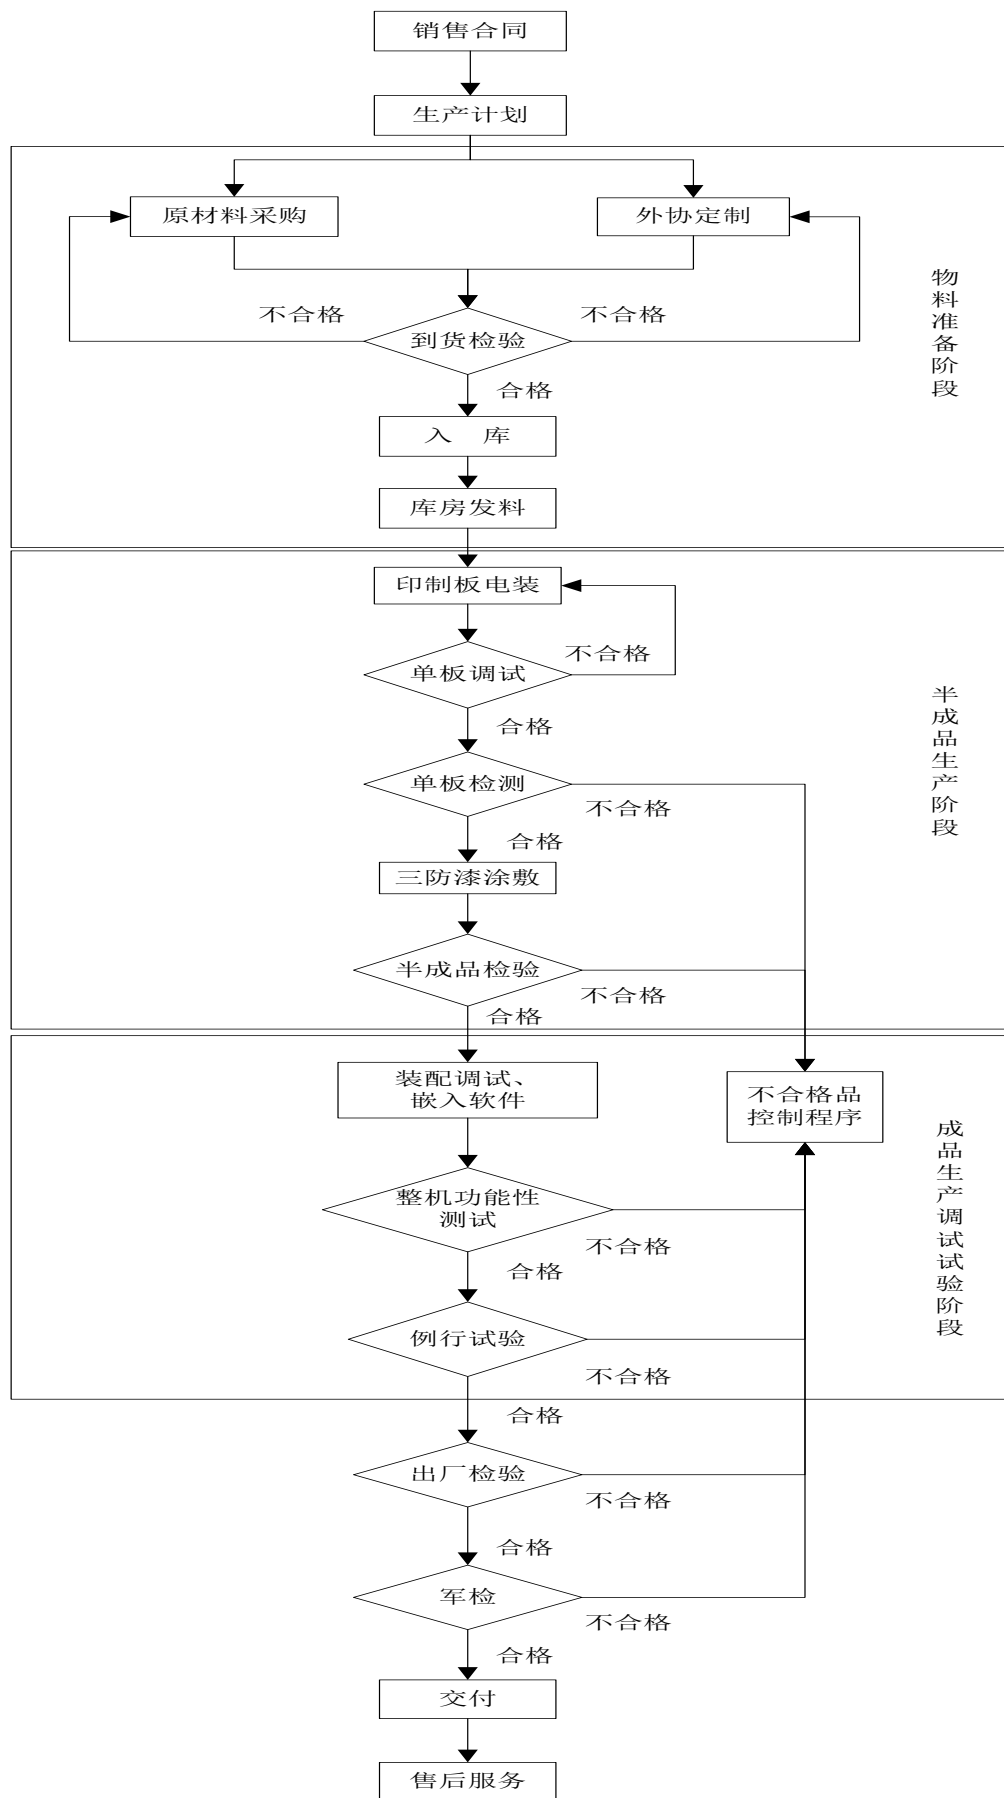 销售合同
生产计划
原材料采购
外协定制
物料准备阶段
不合格
不合格
到货检验
合格
入 库
库房发料
印制板电装
不合格
单板调试
半成品生产阶段
合格
单板检测
不合格
合格
三防漆涂敷
半成品检验
不合格
合格
装配调试、
嵌入软件
不合格品
控制程序
成品生产调试试验阶段
整机功能性
测试
不合格
合格
例行试验
不合格
合格
出厂检验
不合格
合格
军检
不合格
合格
交付
售后服务